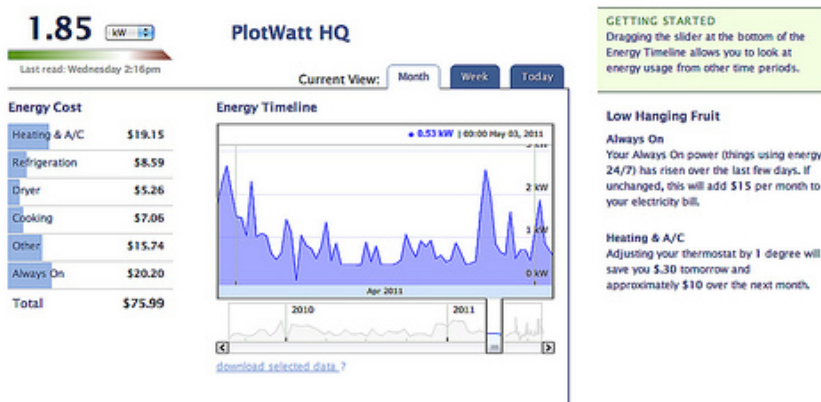 1.85 kW
Last read: Wednesday 2:16pm
PlotWatt HQ
Current View: Month Week Today
Energy Cost
Heating & A/C $19.15
Refrigeration $8.59
Dryer $5.26
Cooking $7.06
Other $15.74
Always On $20.20
Total $75.99
Energy Timeline
0.53 kW | 00:00 May 03, 2011
3 kW
2 kW
1 kW
0 kW
Apr 2011
2010 2011
download selected data ?
GETTING STARTED
Dragging the slider at the bottom of the
Energy Timeline allows you to look at
energy usage from other time periods.
Low Hanging Fruit
Always On
Your Always On power (things using energy
24/7) has risen over the last few days. If
unchanged, this will add $15 per month to
your electricity bill.
Heating & A/C
Adjusting your thermostat by 1 degree will
save you $.30 tomorrow and
approximately $10 over the next month.